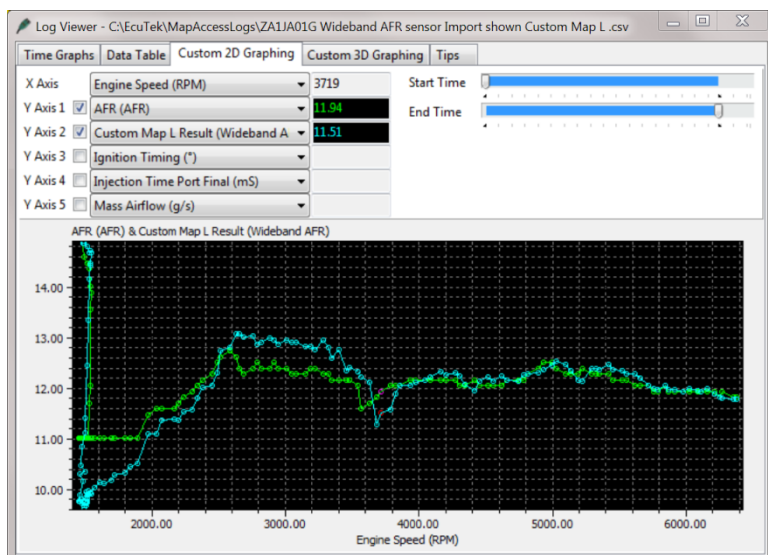 Log Viewer - C:\EcuTek\MapAccessLogs\ZA1JA01G Wideband AFR sensor Import shown Custom Map L .csv
Time Graphs Data Table Custom 2D Graphing Custom 3D Graphing Tips
X Axis Engine Speed (RPM) 3719 Start Time
Y Axis 1 AFR (AFR) 11.94 End Time
Y Axis 2 Custom Map L Result (Wideband A 11.51
Y Axis 3 Ignition Timing (°)
Y Axis 4 Injection Time Port Final (mS)
Y Axis 5 Mass Airflow (g/s)
AFR (AFR) & Custom Map L Result (Wideband AFR)
14.00
13.00
12.00
11.00
10.00
2000.00 3000.00 4000.00 5000.00 6000.00
Engine Speed (RPM)